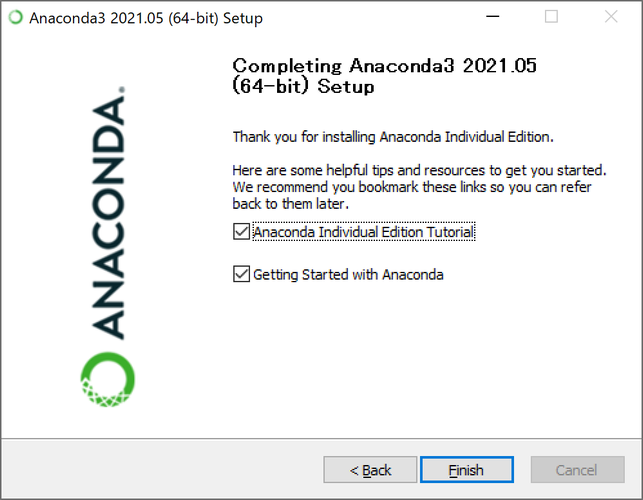 Anaconda3 2021.05 (64-bit) Setup
Completing Anaconda3 2021.05
(64-bit) Setup
Thank you for installing Anaconda Individual Edition.
Here are some helpful tips and resources to get you started.
We recommend you bookmark these links so you can refer
back to them later.
Anaconda Individual Edition Tutorial
Getting Started with Anaconda
ANACONDA.
< Back
Finish
Cancel